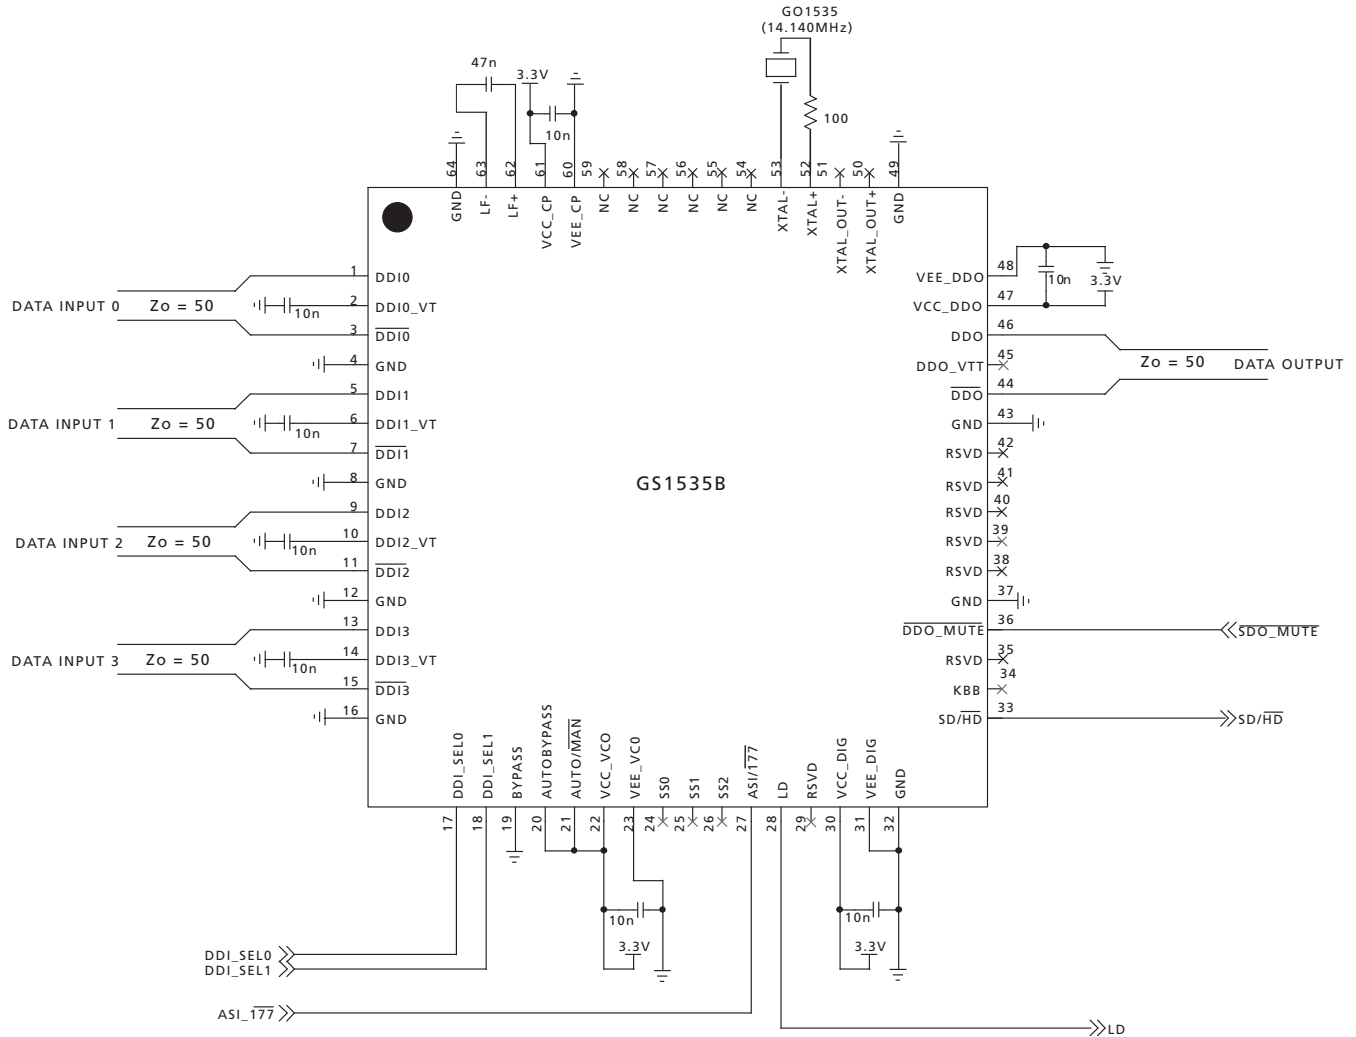 GO1535
(14.140MHz)
47n
3.3V
10n
100
64
63
62
61
60
59
58
57
56
55
54
53
52
51
50
49
GND
LF-
LF+
VCC_CP
VEE_CP
NC
NC
NC
NC
NC
NC
XTAL-
XTAL+
XTAL_OUT-
XTAL_OUT+
GND
DATA INPUT 0 Zo = 50
1 DDI0
10n
2 DDI0_VT
3 DDI0
4 GND
DATA INPUT 1 Zo = 50
5 DDI1
10n
6 DDI1_VT
7 DDI1
8 GND
DATA INPUT 2 Zo = 50
9 DDI2
10n
10 DDI2_VT
11 DDI2
12 GND
DATA INPUT 3 Zo = 50
13 DDI3
10n
14 DDI3_VT
15 DDI3
16 GND
GS1535B
VEE_DDO 48
10n
3.3V
VCC_DDO 47
DDO 46
DDO_VTT 45
Zo = 50 DATA OUTPUT
DDO 44
GND 43
RSVD 42
RSVD 41
RSVD 40
RSVD 39
RSVD 38
GND 37
DDO_MUTE 36 SDO_MUTE
RSVD 35
KBB 34
SD/HD 33 SD/HD
DDI_SEL0
DDI_SEL1
BYPASS
AUTOBYPASS
AUTO/MAN
VCC_VCO
VEE_VC0
SS0
SS1
SS2
ASI/177
LD
RSVD
VCC_DIG
VEE_DIG
GND
17
18
19
20
21
22
23
24
25
26
27
28
29
30
31
32
10n
3.3V
10n
3.3V
DDI_SEL0
DDI_SEL1
ASI_177
LD